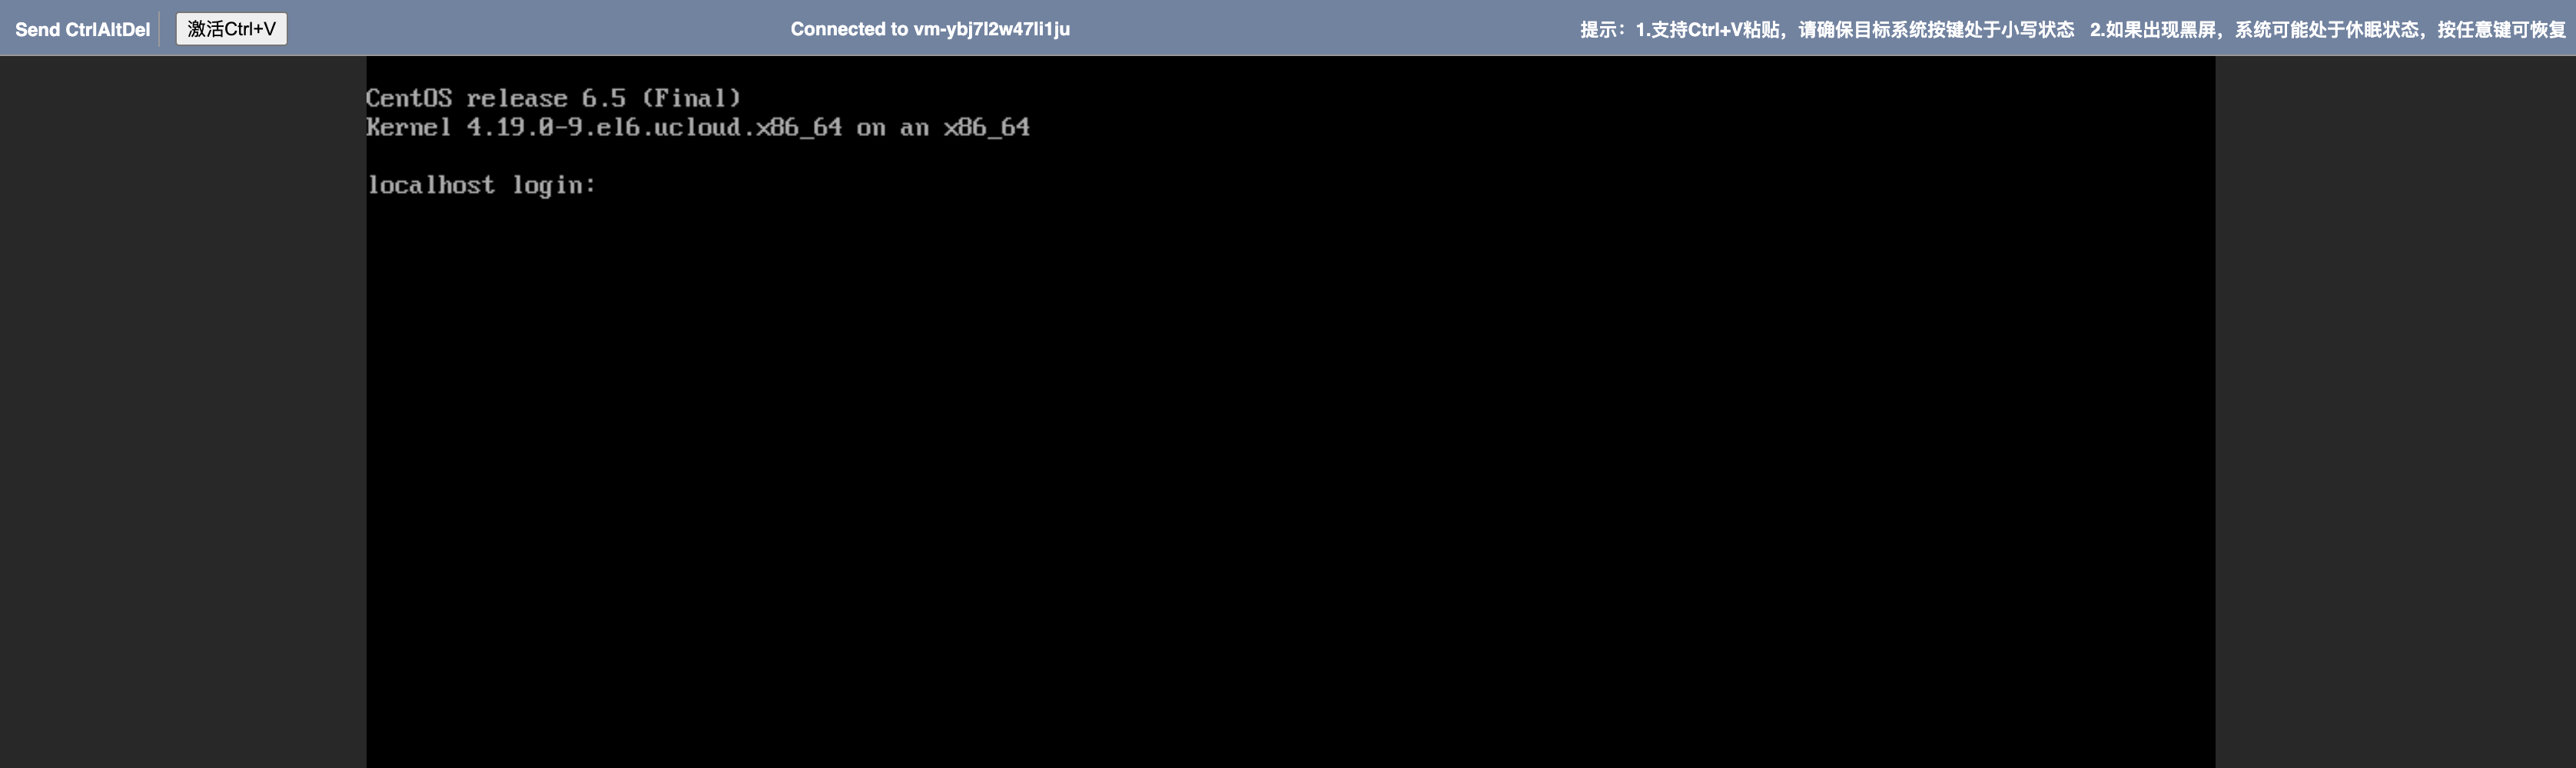 Send CtrlAltDel 激活Ctrl+V Connected to vm-ybj7l2w47li1ju 提示：1.支持Ctrl+V粘贴，请确保目标系统按键处于小写状态 2.如果出现黑屏，系统可能处于休眠状态，按任意键可恢复
CentOS release 6.5 (Final)
Kernel 4.19.0-9.el6.ucloud.x86_64 on an x86_64
localhost login: